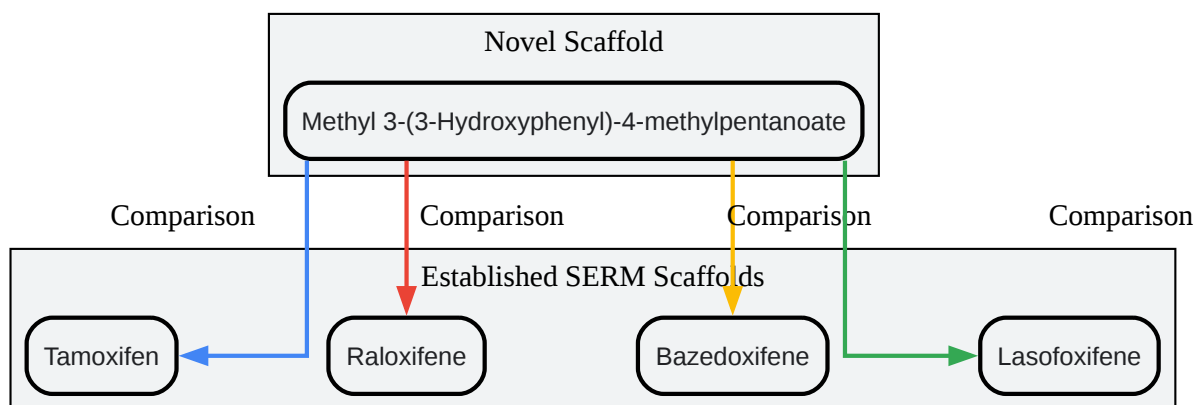 Novel Scaffold
Methyl 3-(3-Hydroxyphenyl)-4-methylpentanoate
Comparison
Comparison
Comparison
Comparison
Established SERM Scaffolds
Tamoxifen
Raloxifene
Bazedoxifene
Lasofoxifene